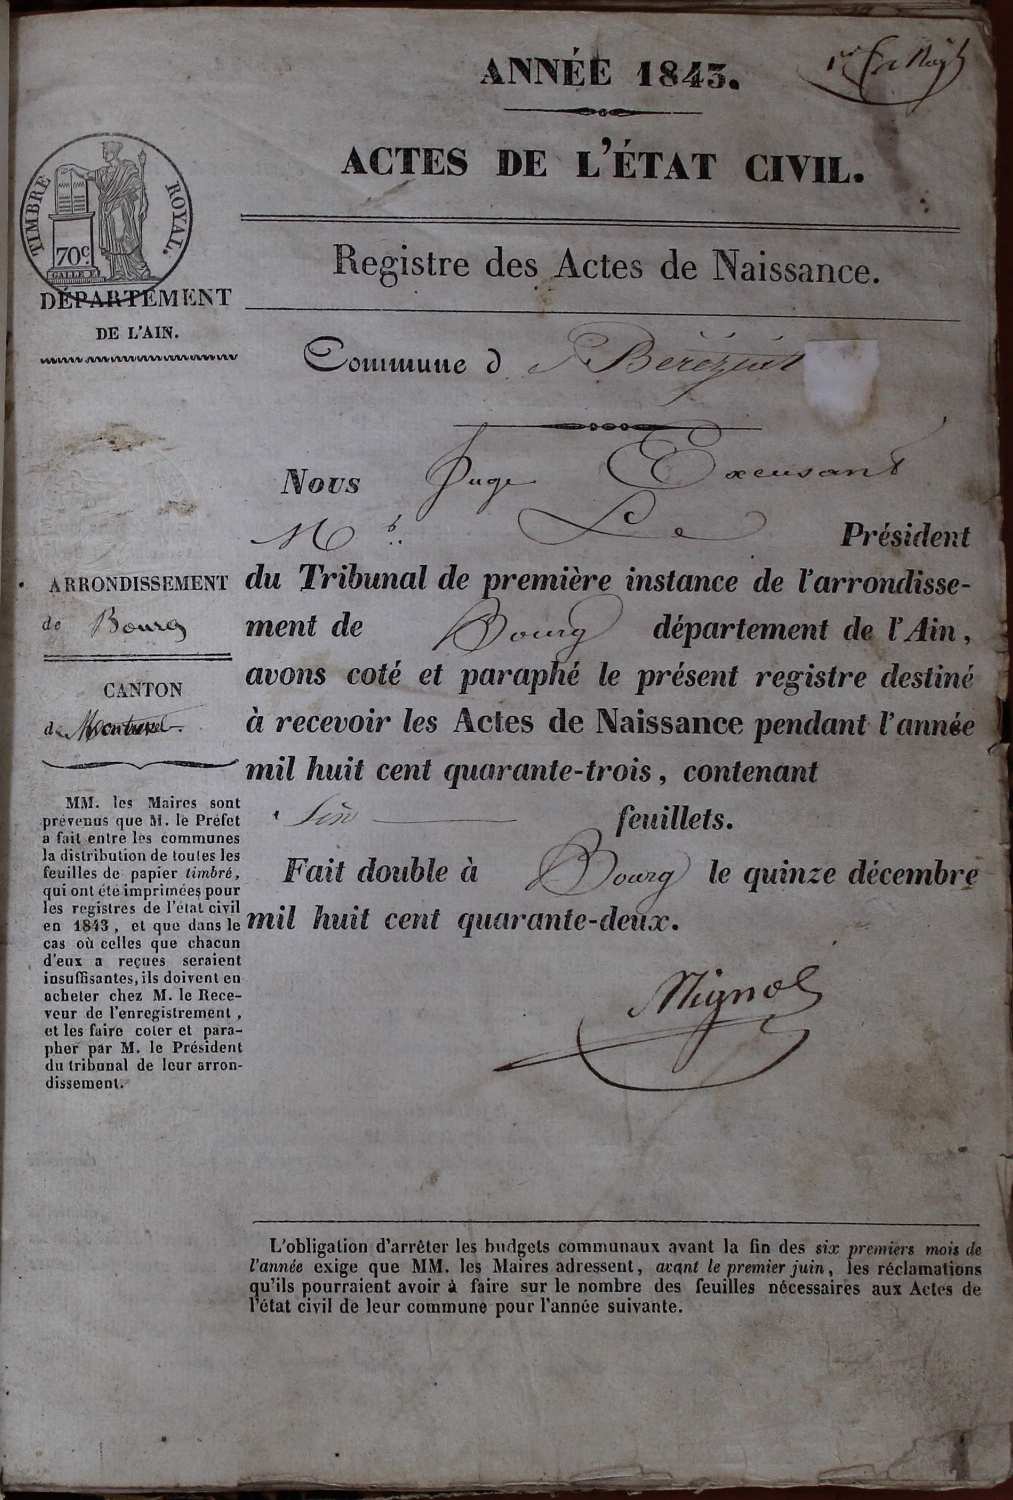 ANNÉE 1843.
ACTES DE L'ÉTAT CIVIL.
TIMBRE ROYAL.
70c
Registre des Actes de Naissance.
DÉPARTEMENT
DE L'AIN.
Commune d
Nous Juge Excusant
Mr. Le Président
ARRONDISSEMENT
de Bourg
CANTON
de Montrevel.
du Tribunal de première instance de l'arrondisse-
ment de Bourg département de l'Ain,
avons coté et paraphé le présent registre destiné
à recevoir les Actes de Naissance pendant l'année
mil huit cent quarante-trois, contenant
feuillets.
Fait double à Bourg le quinze décembre
mil huit cent quarante-deux.
MM. les Maires sont
prévenus que M. le Préfet
a fait entre les communes
la distribution de toutes les
feuilles de papier timbré,
qui ont été imprimées pour
les registres de l'état civil
en 1843, et que dans le
cas où celles que chacun
d'eux a reçues seraient
insuffisantes, ils doivent en
acheter chez M. le Rece-
veur de l'enregistrement,
et les faire coter et para-
pher par M. le Président
du tribunal de leur arron-
dissement.
L'obligation d'arrêter les budgets communaux avant la fin des six premiers mois de
l'année exige que MM. les Maires adressent, avant le premier juin, les réclamations
qu'ils pourraient avoir à faire sur le nombre des feuilles nécessaires aux Actes de
l'état civil de leur commune pour l'année suivante.